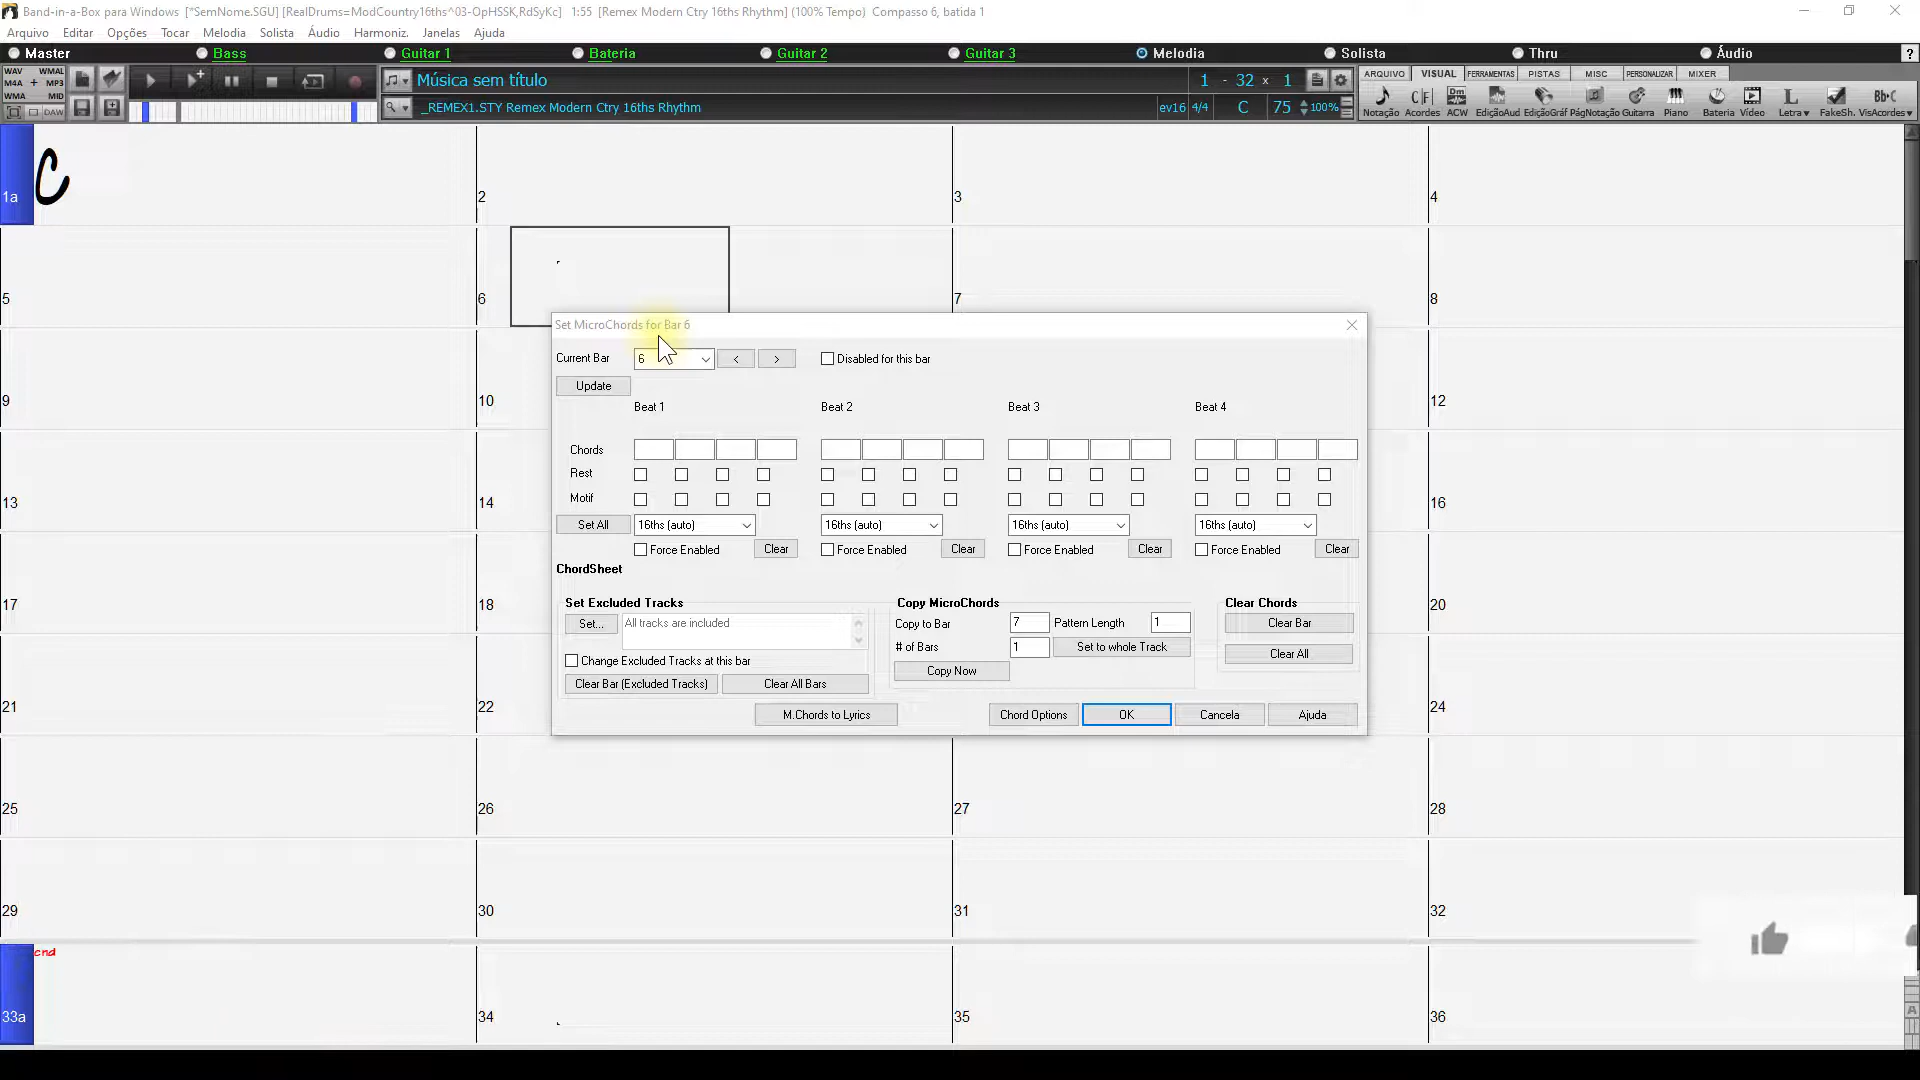 Band-in-a-Box para Windows ["SemNome.SGU] [RealDrums=ModCountry16ths^03-OpHSSK,RdSyKc] 1:55 [Remex Modern Ctry 16ths Rhythm] (100% Tempo) Compasso 6, batida 1
Arquivo Editar Opções Tocar Melodia Solista Áudio Harmoniz. Janelas Ajuda
Master Bass Guitar 1 Bateria Guitar 2 Guitar 3 Melodia Solista Thru Áudio ?
WAV WMAL
M4A + MP3
WMA MID
DAW
Música sem título 1 - 32 x 1
_REMEX1.STY Remex Modern Ctry 16ths Rhythm ev16 4/4 C 75 100%
ARQUIVO VISUAL FERRAMENTAS PISTAS MISC PERSONALIZAR MIXER
Notação Acordes ACW EdiçãoAud EdiçãoGráf PágNotação Guitarra Piano Bateria Vídeo Letra FakeSh. VisAcordes
1a C 2 3 4
5 6 7 8
9 10 12
13 14 16
17 18 20
21 22 24
25 26 27 28
29 30 31 32
end
33a 34 35 36
Set MicroChords for Bar 6
Current Bar 6 < > Disabled for this bar
Update
Beat 1 Beat 2 Beat 3 Beat 4
Chords
Rest
Motif
Set All 16ths (auto) 16ths (auto) 16ths (auto) 16ths (auto)
Force Enabled Clear Force Enabled Clear Force Enabled Clear Force Enabled Clear
ChordSheet
Set Excluded Tracks Copy MicroChords Clear Chords
Set... All tracks are included Copy to Bar 7 Pattern Length 1 Clear Bar
# of Bars 1 Set to whole Track Clear All
Change Excluded Tracks at this bar Copy Now
Clear Bar (Excluded Tracks) Clear All Bars
M.Chords to Lyrics Chord Options OK Cancela Ajuda